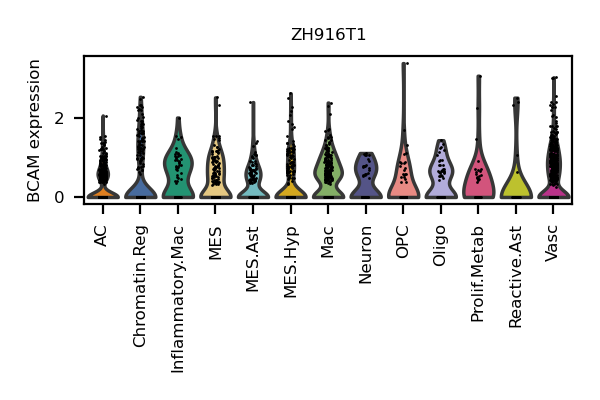 ZH916T1
BCAM expression
2
0
AC
Chromatin.Reg
Inflammatory.Mac
MES
MES.Ast
MES.Hyp
Mac
Neuron
OPC
Oligo
Prolif.Metab
Reactive.Ast
Vasc